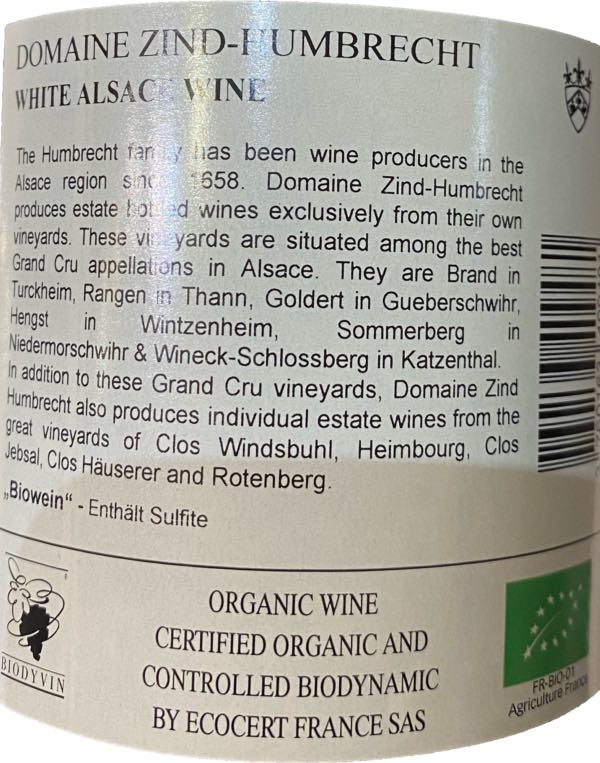 DOMAINE ZIND-HUMBRECHT
WHITE ALSACE WINE
The Humbrecht family has been wine producers in the
Alsace region since 1658. Domaine Zind-Humbrecht
produces estate bottled wines exclusively from their own
vineyards. These vineyards are situated among the best
Grand Cru appellations in Alsace. They are Brand in
Turckheim, Rangen in Thann, Goldert in Gueberschwihr,
Hengst in Wintzenheim, Sommerberg in
Niedermorschwihr & Wineck-Schlossberg in Katzenthal.
In addition to these Grand Cru vineyards, Domaine Zind
Humbrecht also produces individual estate wines from the
great vineyards of Clos Windsbuhl, Heimbourg, Clos
Jebsal, Clos Häuserer and Rotenberg.
„Biowein“ - Enthält Sulfite
BIODYVIN
ORGANIC WINE
CERTIFIED ORGANIC AND
CONTROLLED BIODYNAMIC
BY ECOCERT FRANCE SAS
FR-BIO-01
Agriculture France